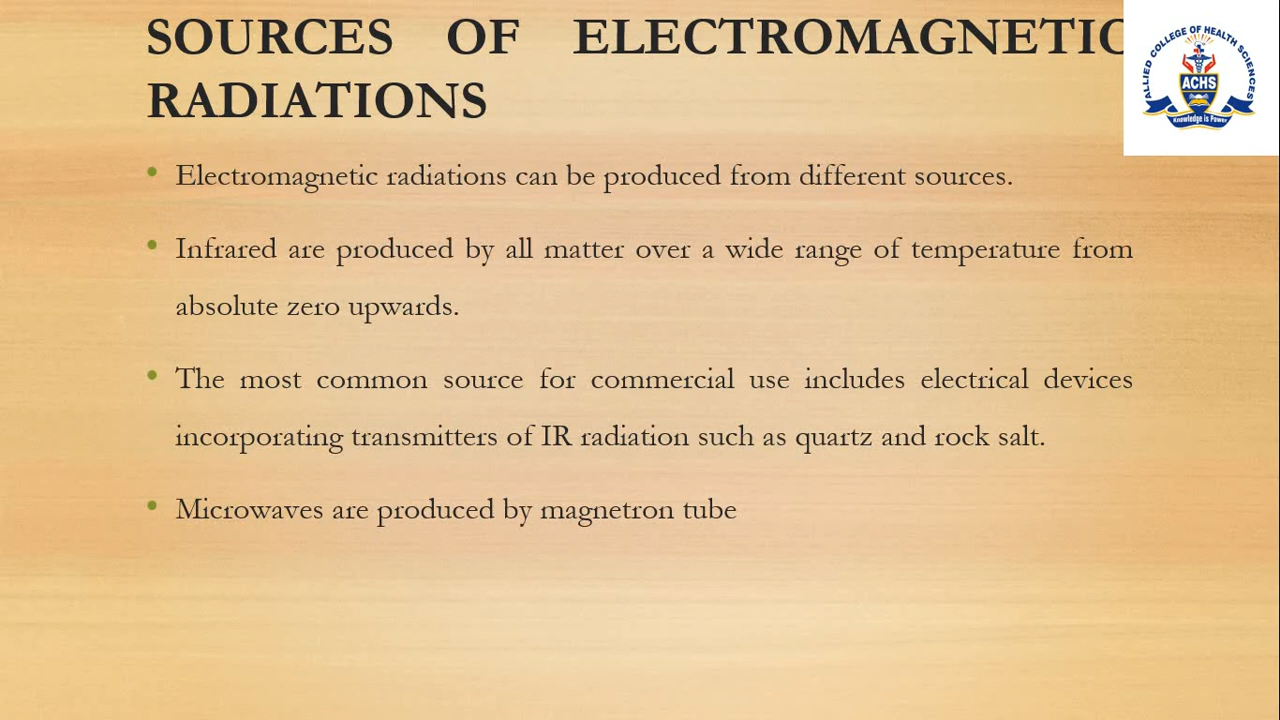 SOURCES OF ELECTROMAGNETIC
RADIATIONS
ALLIED COLLEGE OF HEALTH SCIENCES
ACHS
Knowledge is Power
• Electromagnetic radiations can be produced from different sources.
• Infrared are produced by all matter over a wide range of temperature from
absolute zero upwards.
• The most common source for commercial use includes electrical devices
incorporating transmitters of IR radiation such as quartz and rock salt.
• Microwaves are produced by magnetron tube